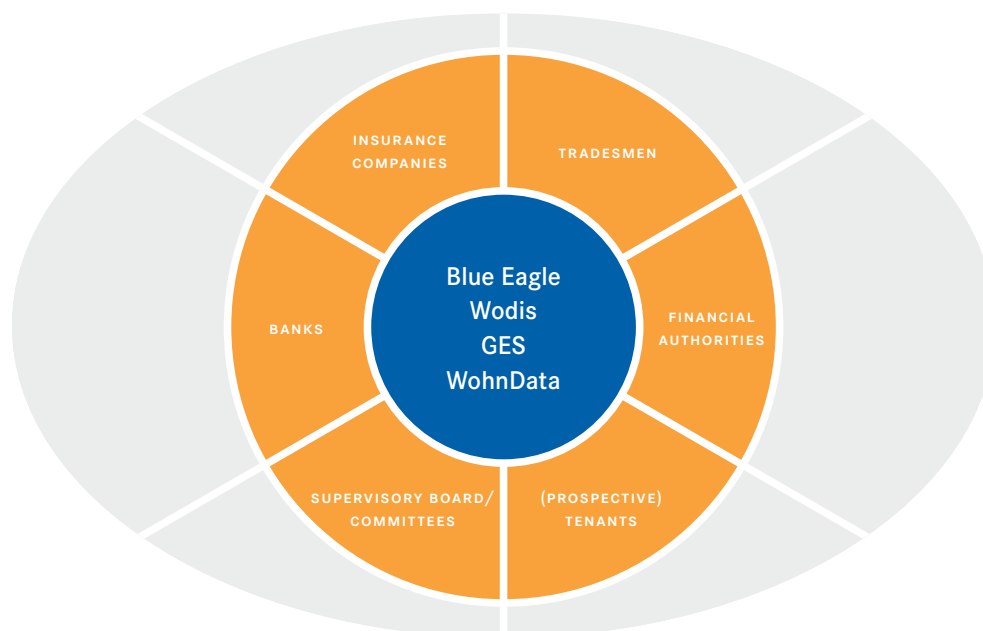 INSURANCE
COMPANIES
TRADESMEN
Blue Eagle
Wodis
GES
WohnData
BANKS
FINANCIAL
AUTHORITIES
SUPERVISORY BOARD/
COMMITTEES
(PROSPECTIVE)
TENANTS